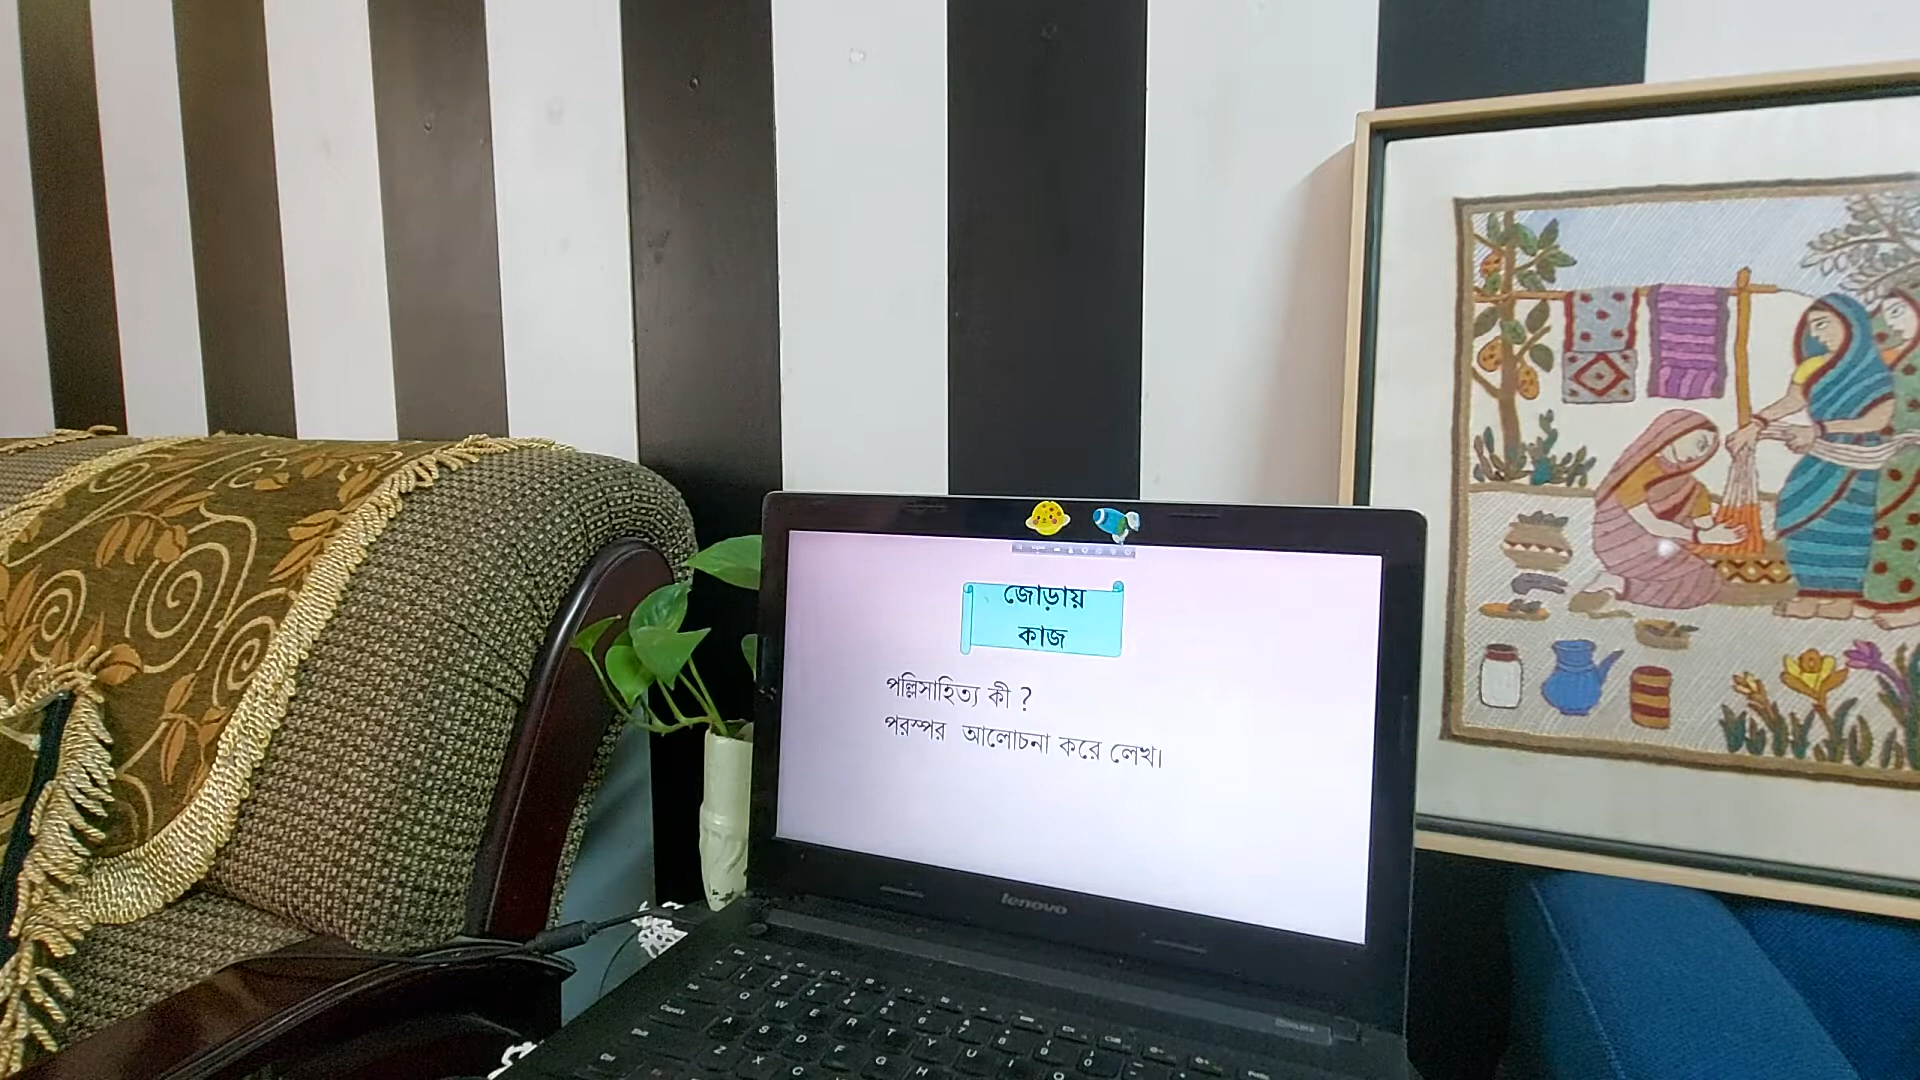 জোড়ায়
কাজ
পল্লিসাহিত্য কী ?
পরস্পর আলোচনা করে লেখ।
lenovo